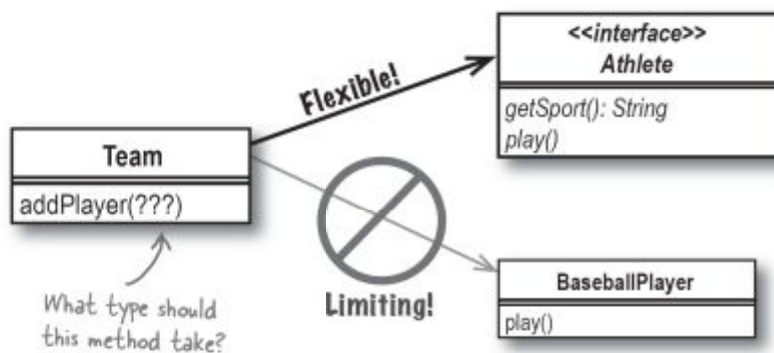 <<interface>>
Athlete
getSport(): String
play()
Flexible!
Team
addPlayer(???)
What type should
this method take?
Limiting!
BaseballPlayer
play()